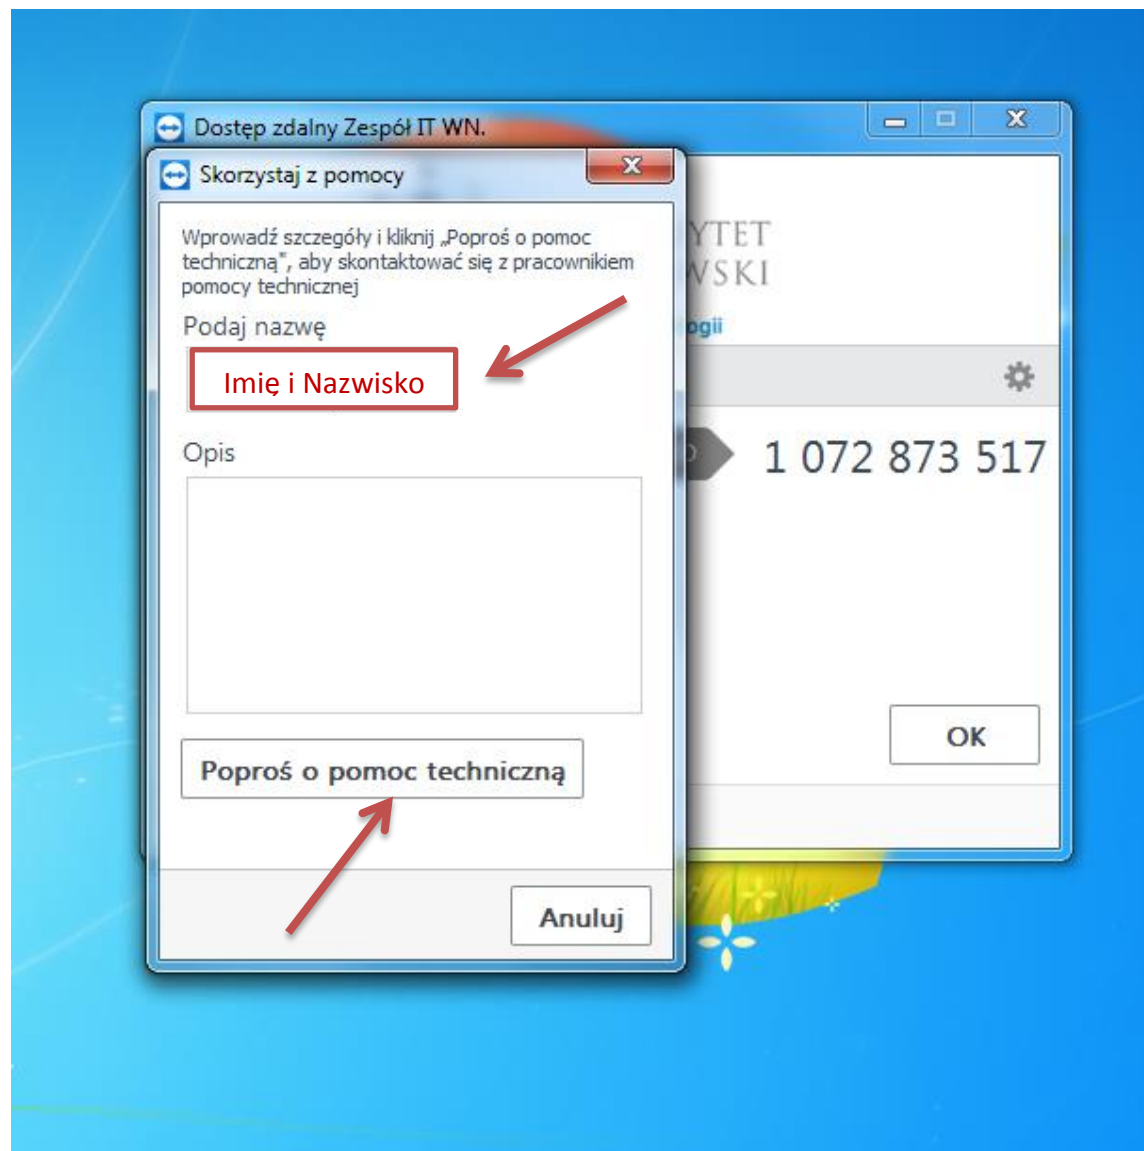 Dostęp zdalny Zespół IT WN.
Skorzystaj z pomocy
Wprowadź szczegóły i kliknij „Poproś o pomoc
techniczną", aby skontaktować się z pracownikiem
pomocy technicznej
Podaj nazwę
Imię i Nazwisko
Opis
Poproś o pomoc techniczną
Anuluj
YTET
WSKI
ogii
1 072 873 517
OK